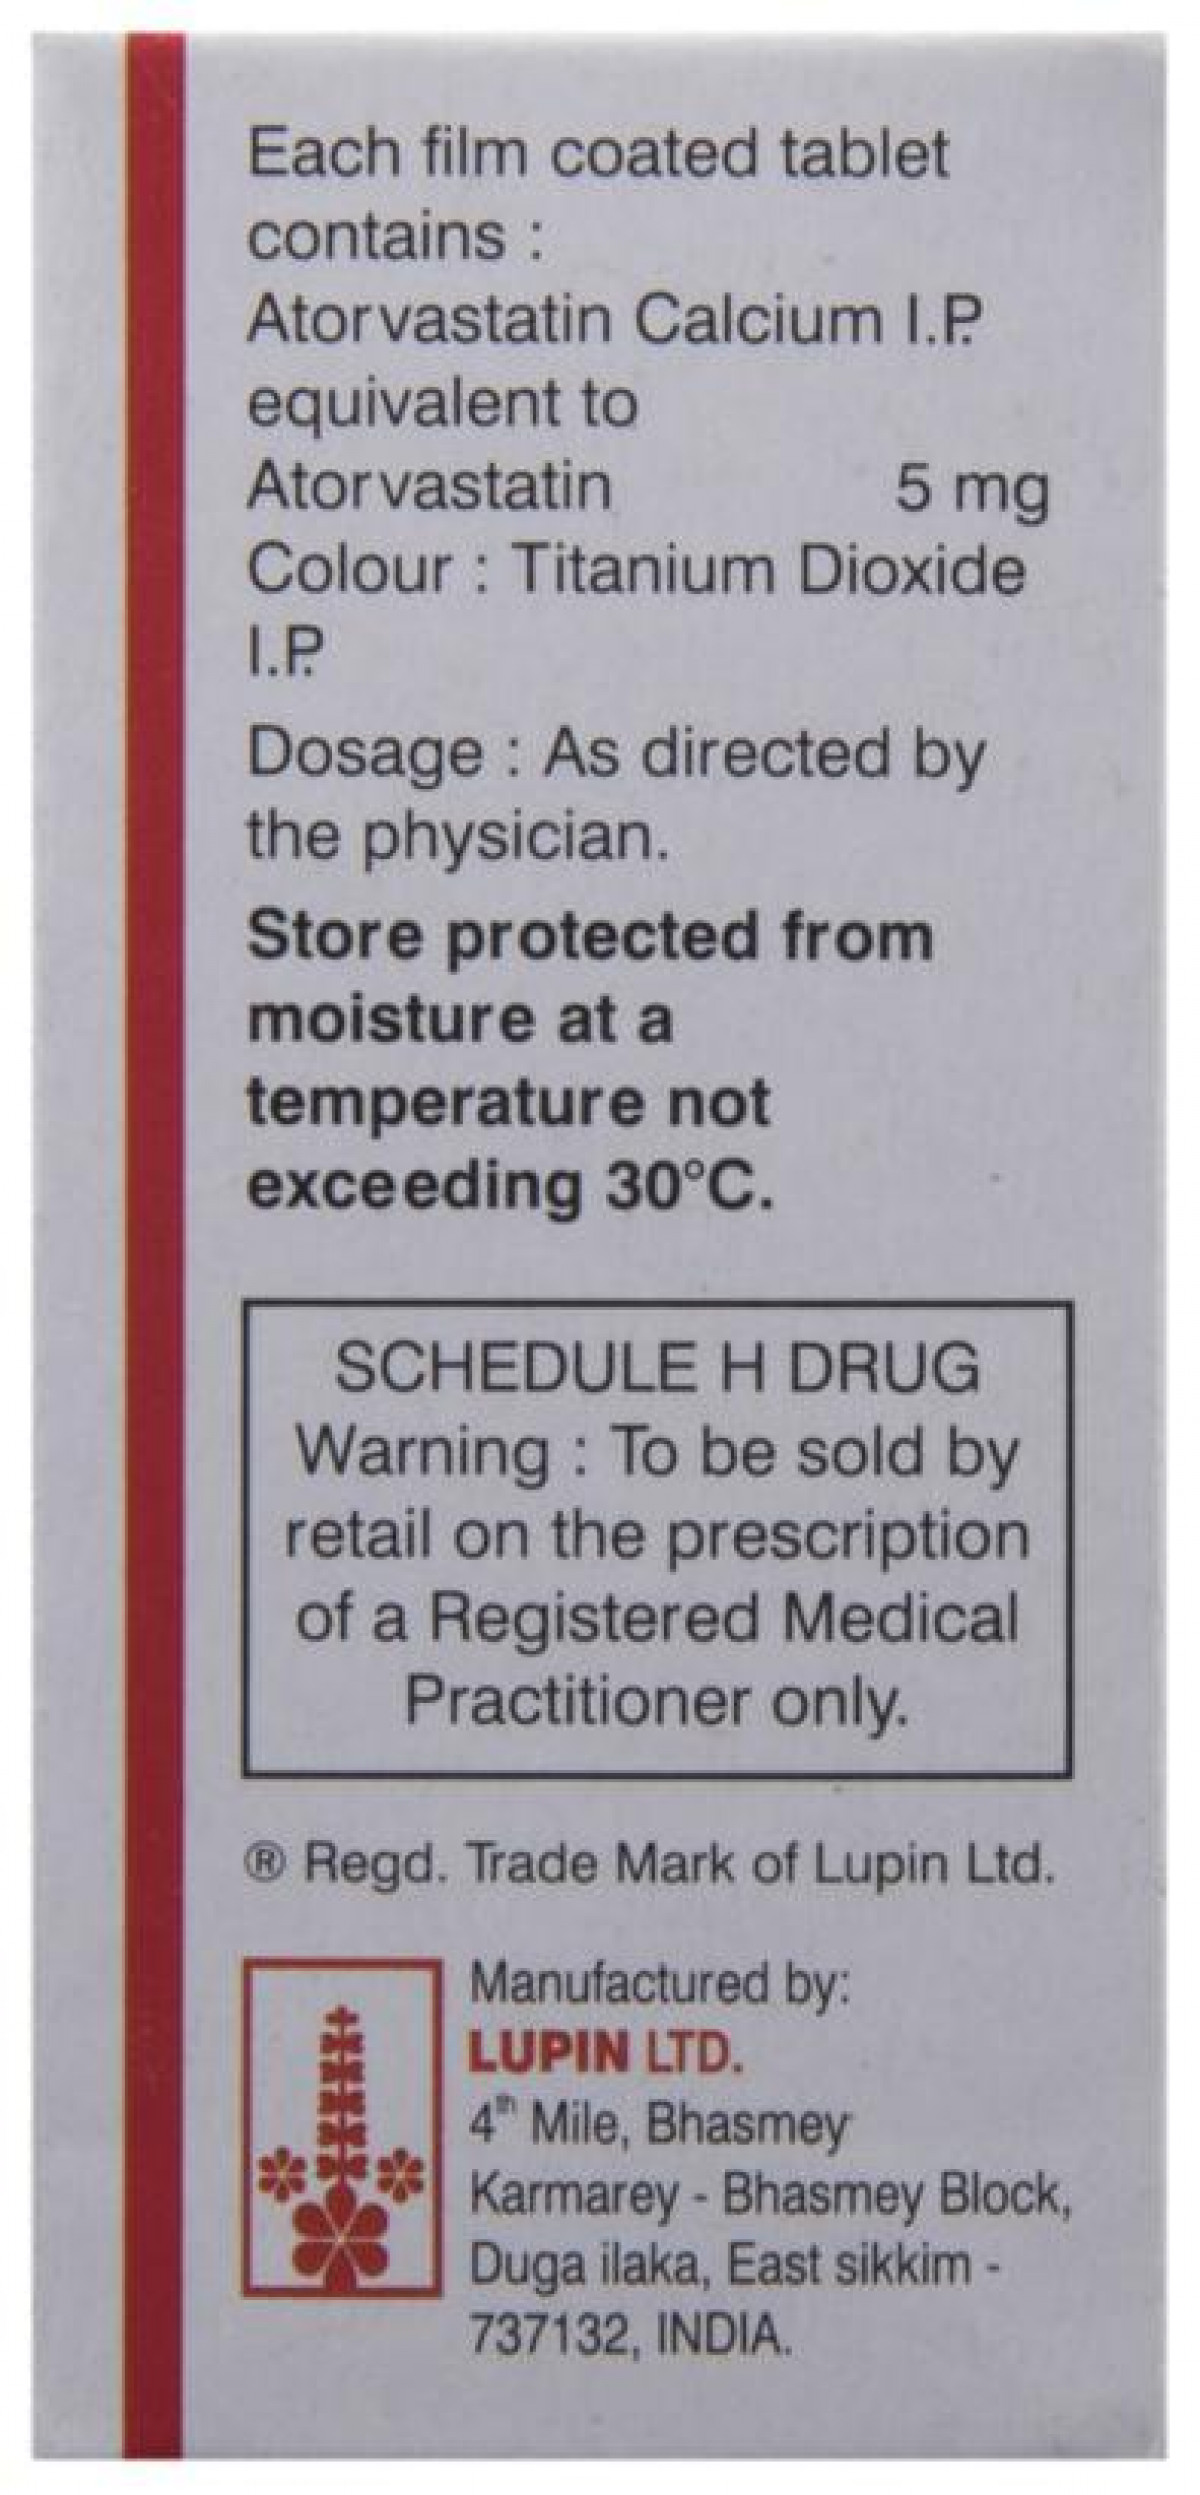 Each film coated tablet
contains :
Atorvastatin Calcium I.P.
equivalent to
Atorvastatin 5 mg
Colour : Titanium Dioxide
I.P.
Dosage : As directed by
the physician.
Store protected from
moisture at a
temperature not
exceeding 30°C.
SCHEDULE H DRUG
Warning : To be sold by
retail on the prescription
of a Registered Medical
Practitioner only.
® Regd. Trade Mark of Lupin Ltd.
Manufactured by:
LUPIN LTD.
4th Mile, Bhasmey
Karmarey - Bhasmey Block,
Duga ilaka, East sikkim -
737132, INDIA.